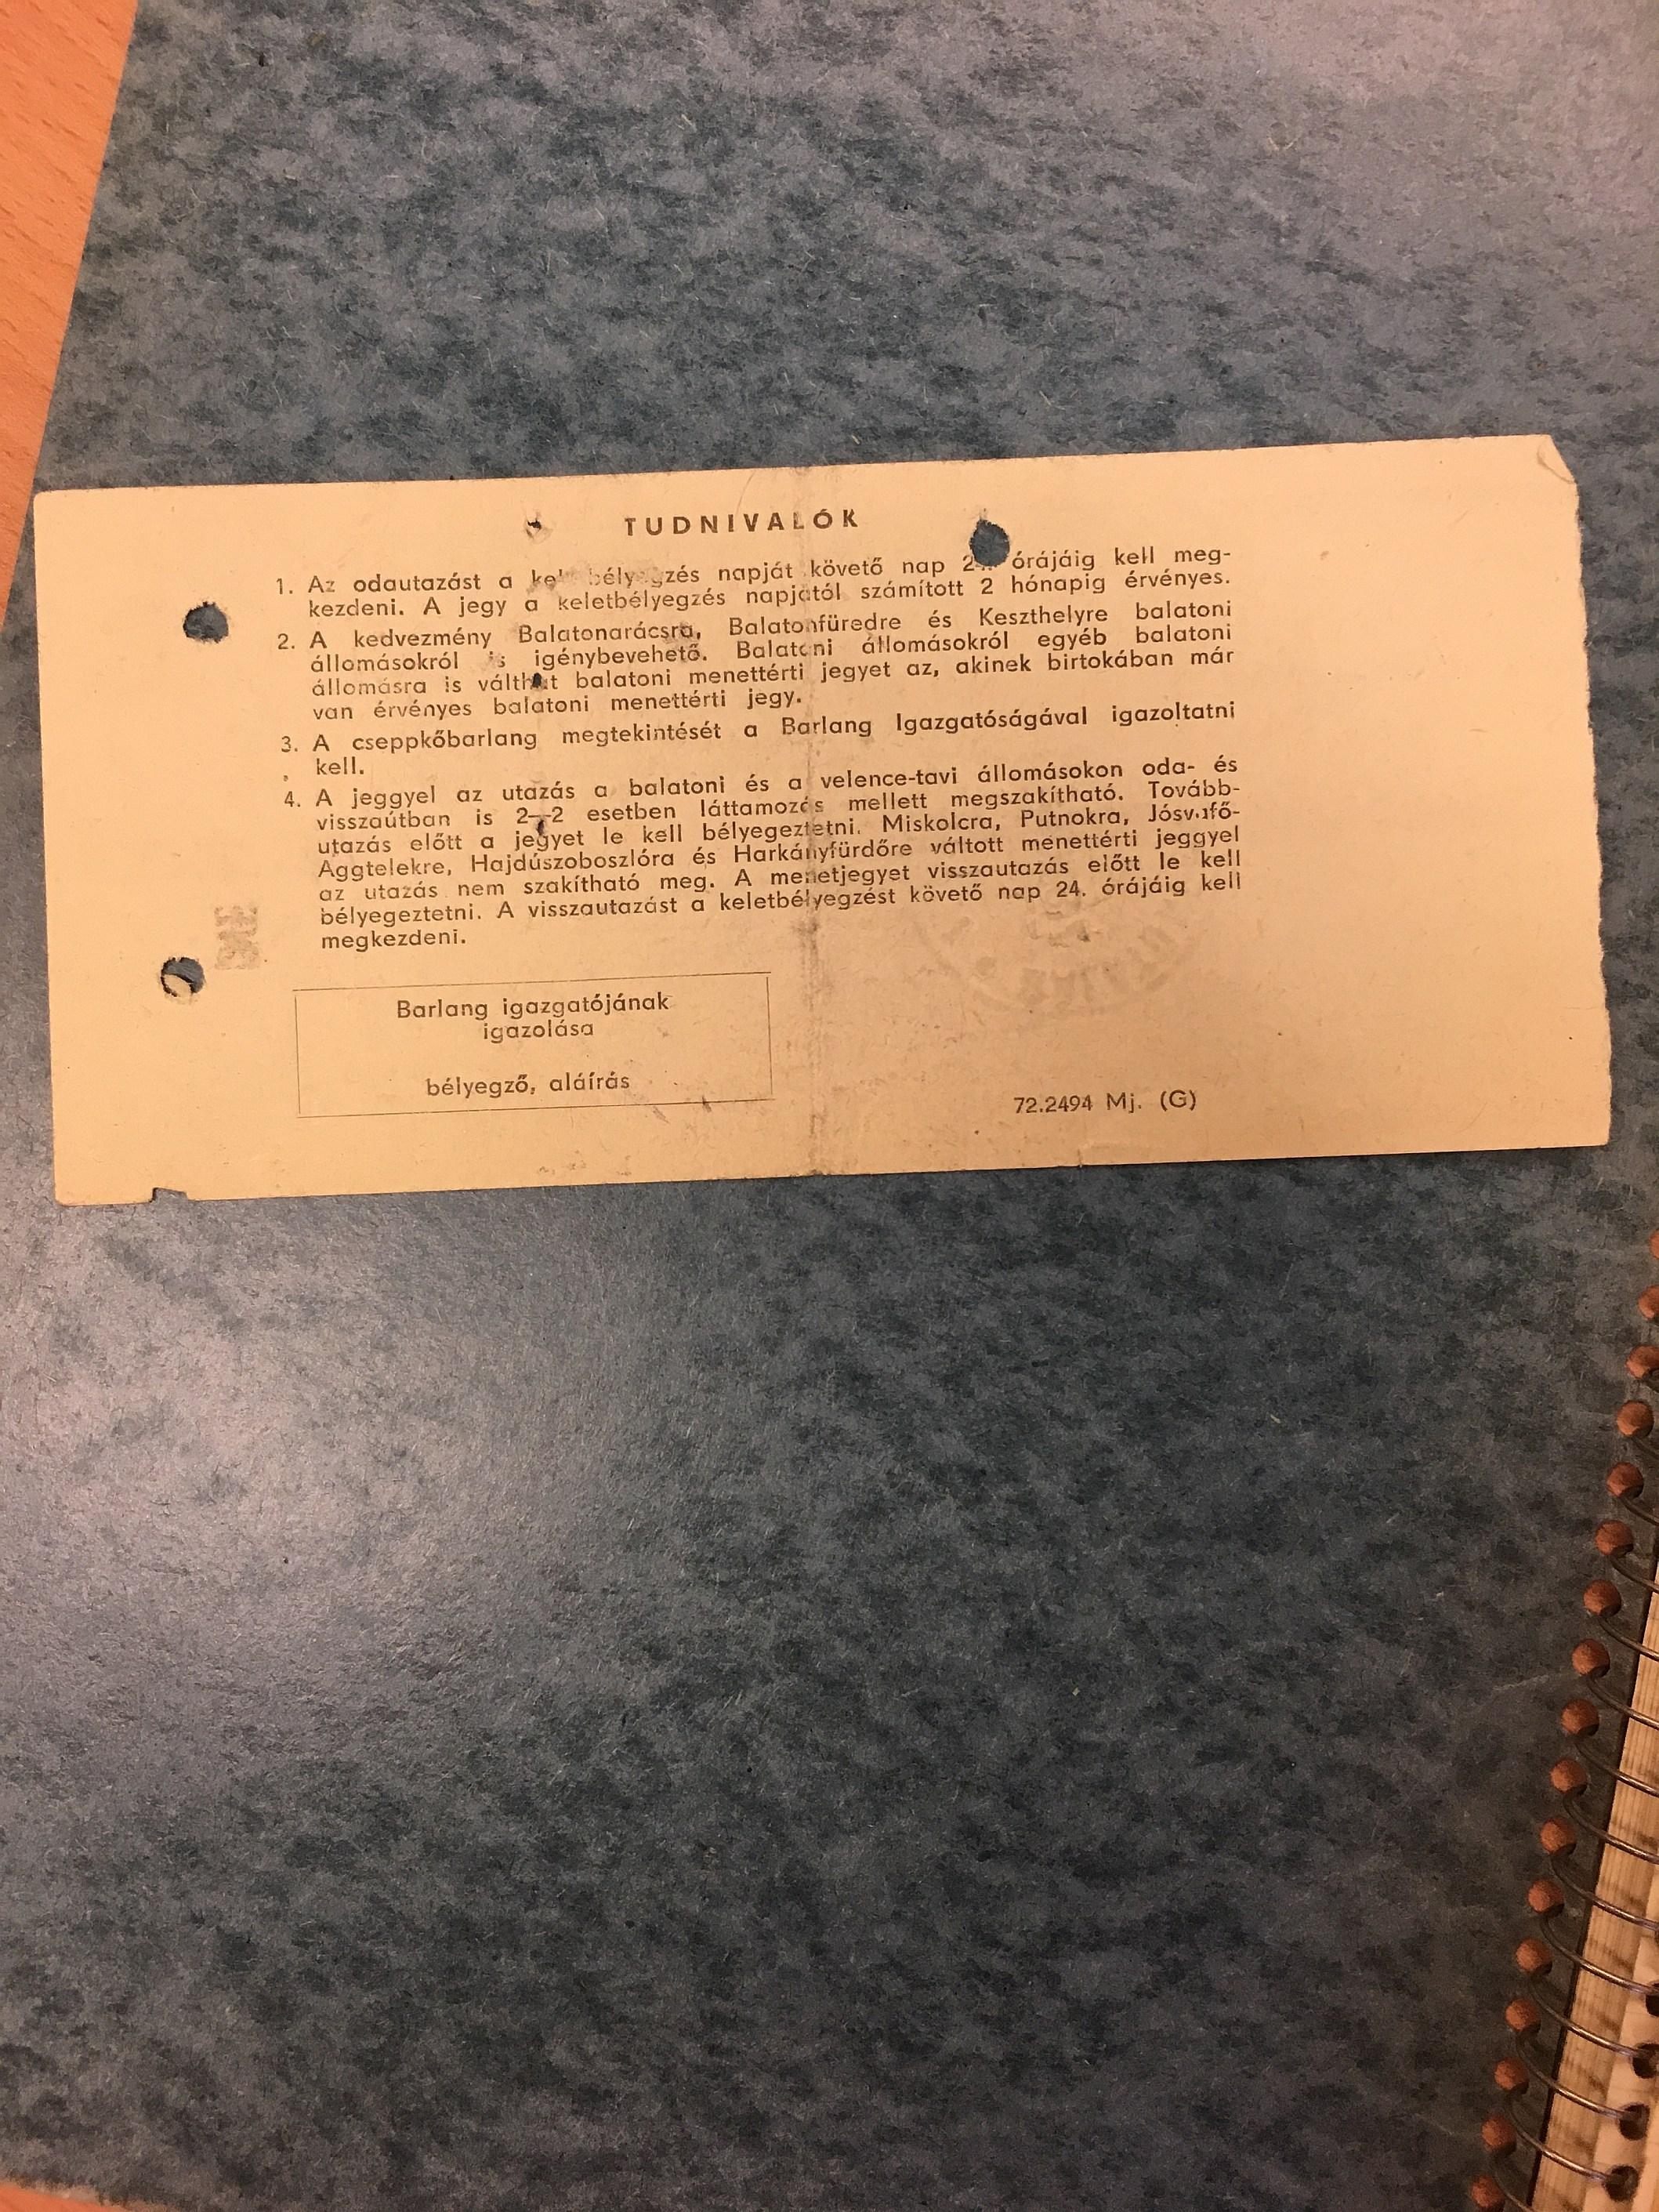 TUDNIVALÓK
1. Az odautazást a napját követő nap órájáig kell meg-
kezdeni. A jegy a keletbélyegzés napjától számított 2 hónapig érvényes.
2. A kedvezmény Balatonarácsra, Balatonfüredre és Keszthelyre balatoni
állomásokról is igénybevehető. Balatoni állomásokról egyéb balatoni
állomásra is válthat balatoni menettérti jegyet az, akinek birtokában már
van érvényes balatoni menettérti jegy.
3. A cseppkőbarlang megtekintését a Barlang Igazgatóságával igazoltatni
kell.
4. A jeggyel az utazás a balatoni és a velence-tavi állomásokon oda- és
visszaútban is 2—2 esetben láttamozás mellett megszakítható. Tovább-
utazás előtt a jegyet le kell bélyegeztetni. Miskolcra, Putnokra, Jósvafő-
Aggtelekre, Hajdúszoboszlóra és Harkányfürdőre váltott menettérti jeggyel
az utazás nem szakítható meg. A menetjegyet visszautazás előtt le kell
bélyegeztetni. A visszautazást a keletbélyegzést követő nap 24. órájáig kell
megkezdeni.
Barlang igazgatójának
igazolása
bélyegző, aláírás
72.2494 Mj. (G)